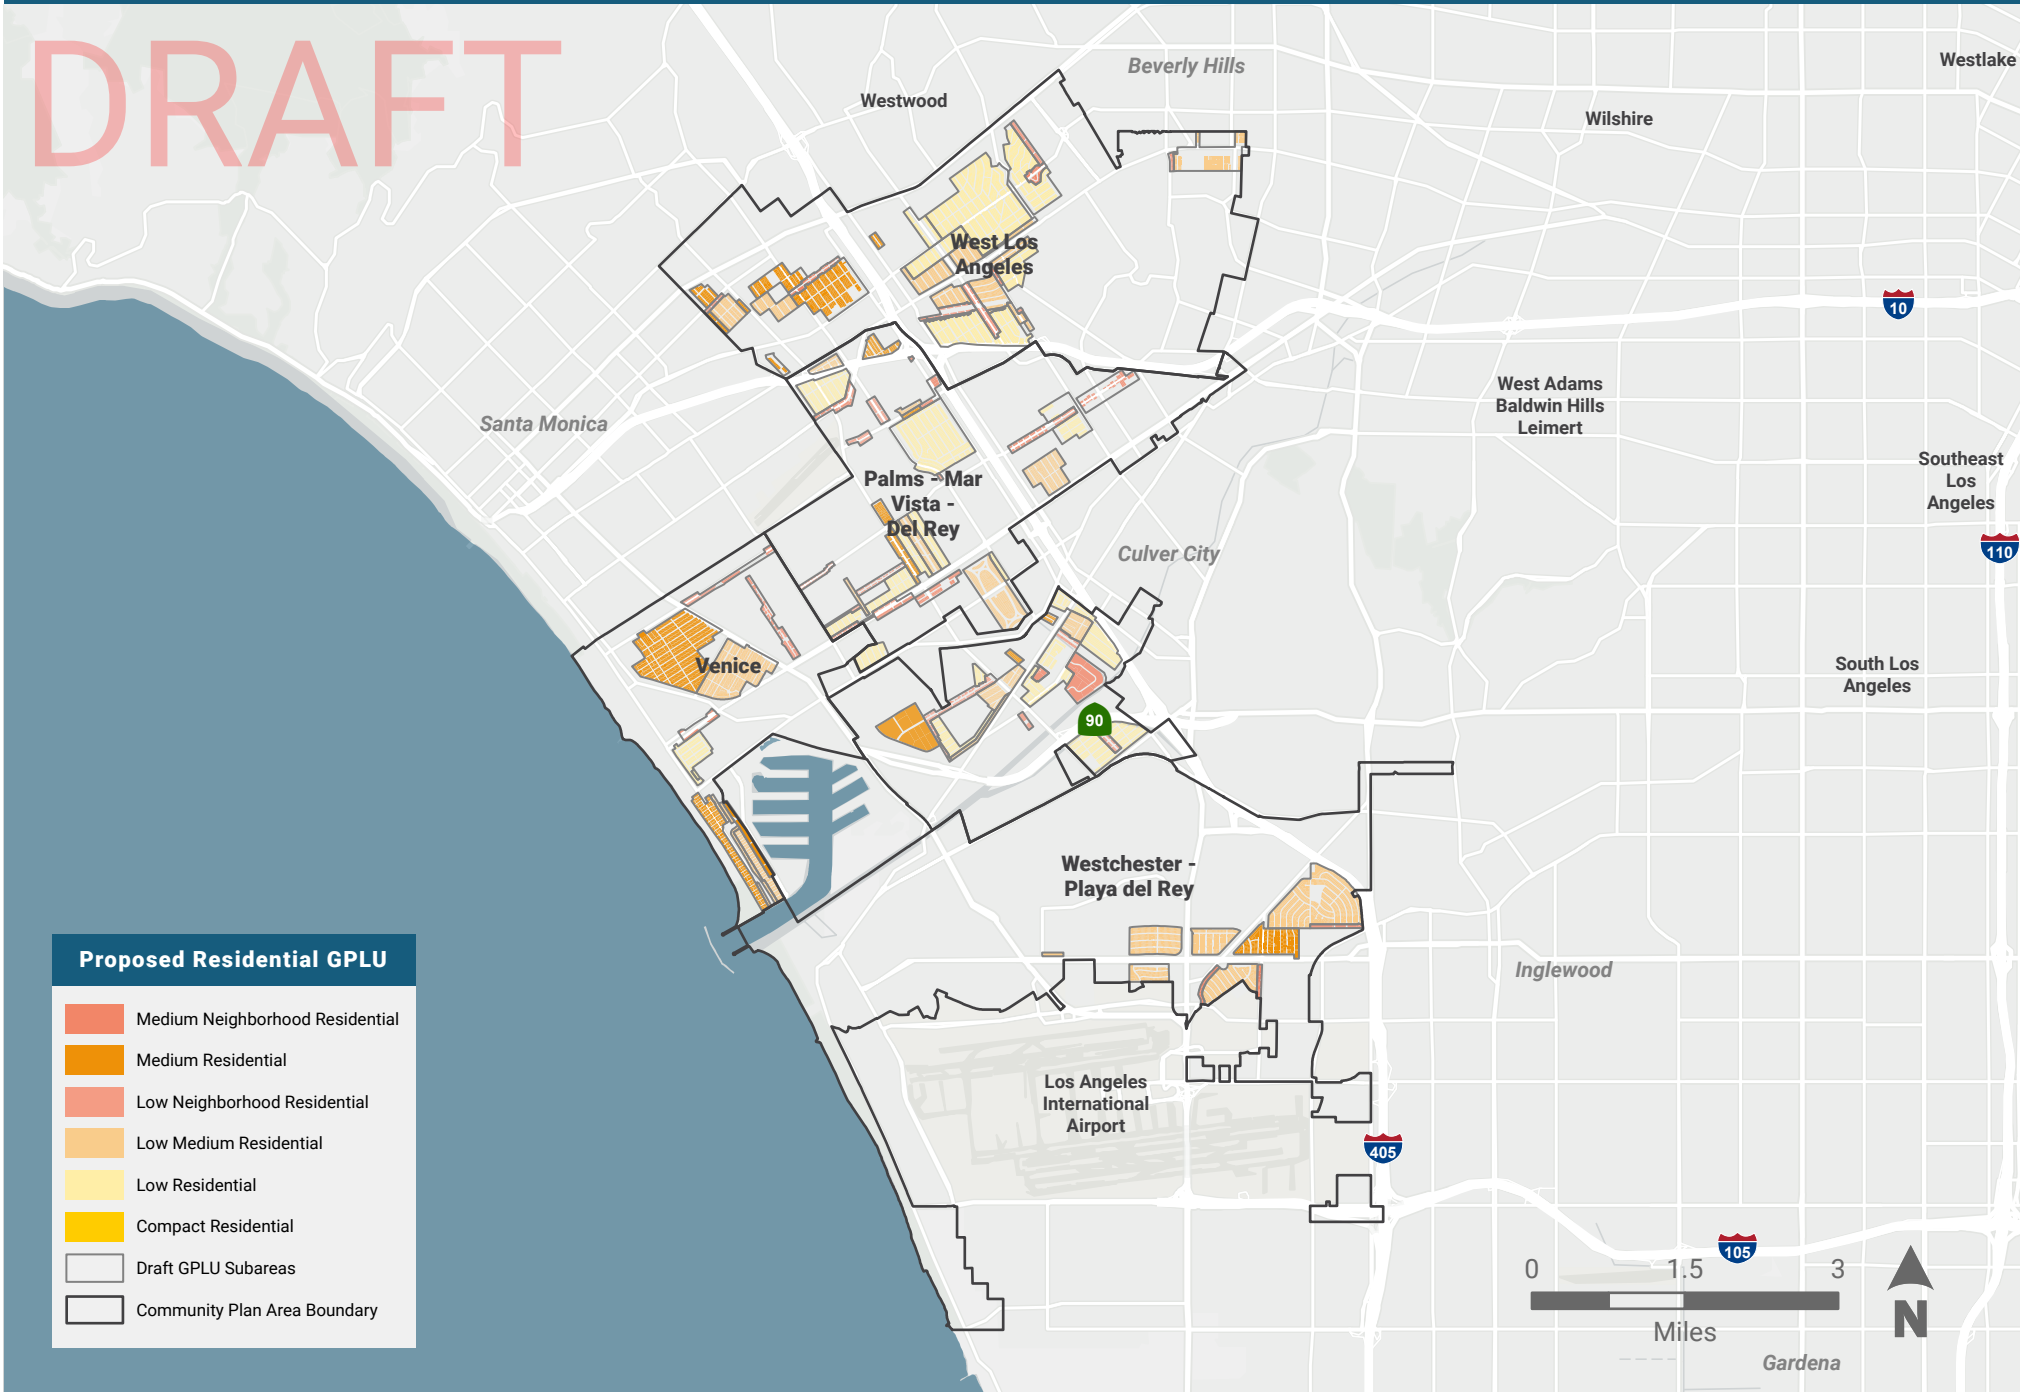 DRAFT
Beverly Hills
Westlake
Westwood
Wilshire
West Los
Angeles
10
West Adams
Baldwin Hills
Leimert
Santa Monica
Southeast
Los
Angeles
Palms - Mar
Vista -
Del Rey
110
Culver City
Venice
South Los
Angeles
90
Westchester -
Playa del Rey
Inglewood
Los Angeles
International
Airport
405
105
Proposed Residential GPLU
Medium Neighborhood Residential
Medium Residential
Low Neighborhood Residential
Low Medium Residential
Low Residential
Compact Residential
Draft GPLU Subareas
Community Plan Area Boundary
0 1.5 3
Miles
N
Gardena